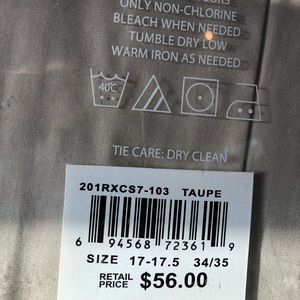 ONLY NON-CHLORINE
BLEACH WHEN NEEDED
TUMBLE DRY LOW
WARM IRON AS NEEDED
40C
TIE CARE: DRY CLEAN
201RXCS7-103 TAUPE
6 94568 72361 9
SIZE 17-17.5 34/35
RETAIL PRICE $56.00